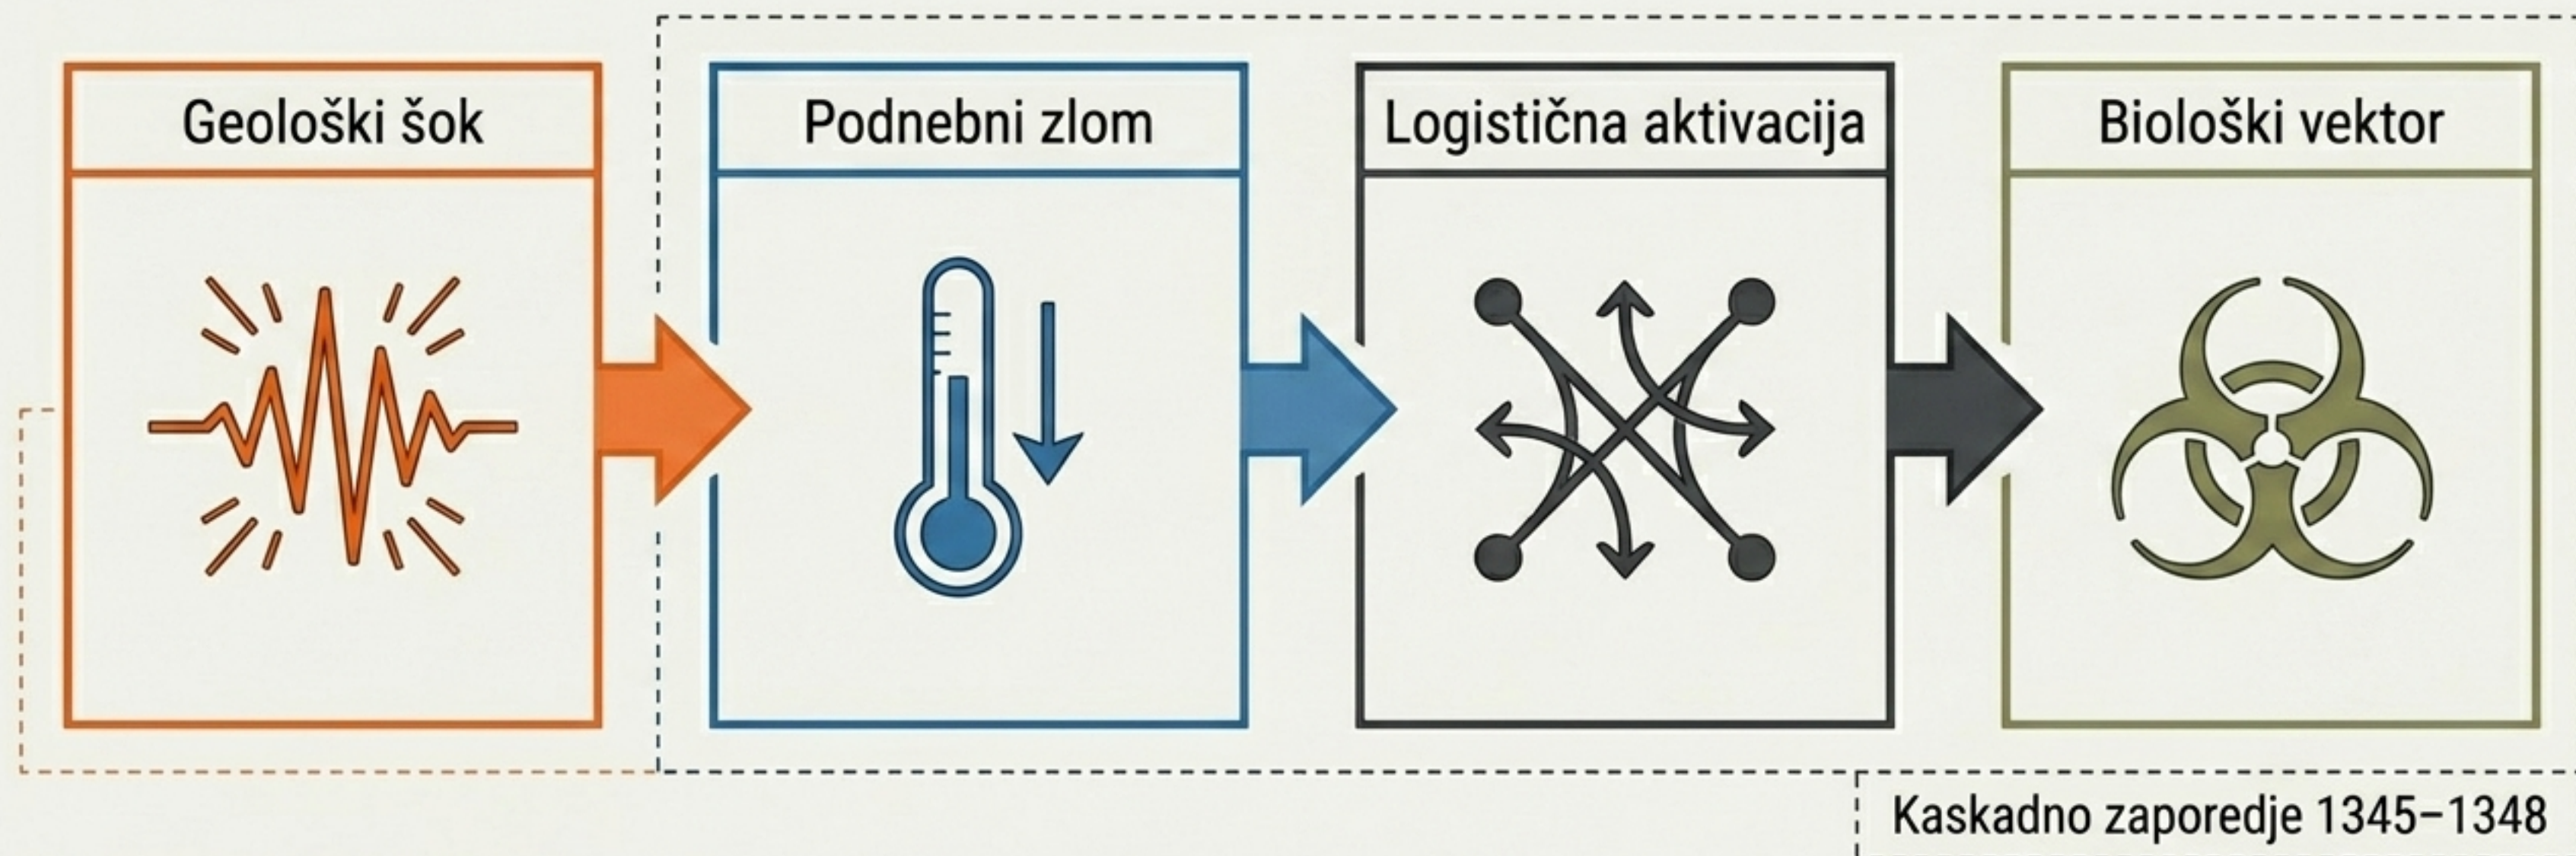 Geološki šok
Podnebni zlom
Logistična aktivacija
Biološki vektor
Kaskadno zaporedje 1345–1348